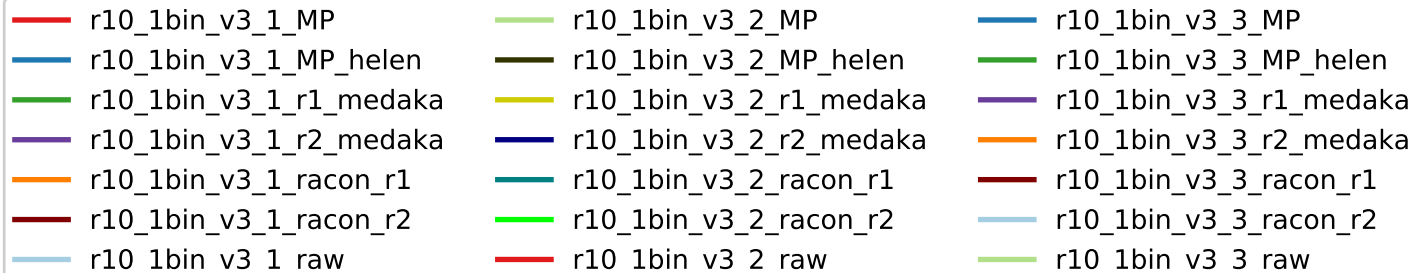 r10_1bin_v3_1_MP r10_1bin_v3_2_MP r10_1bin_v3_3_MP
r10_1bin_v3_1_MP_helen r10_1bin_v3_2_MP_helen r10_1bin_v3_3_MP_helen
r10_1bin_v3_1_r1_medaka r10_1bin_v3_2_r1_medaka r10_1bin_v3_3_r1_medaka
r10_1bin_v3_1_r2_medaka r10_1bin_v3_2_r2_medaka r10_1bin_v3_3_r2_medaka
r10_1bin_v3_1_racon_r1 r10_1bin_v3_2_racon_r1 r10_1bin_v3_3_racon_r1
r10_1bin_v3_1_racon_r2 r10_1bin_v3_2_racon_r2 r10_1bin_v3_3_racon_r2
r10_1bin_v3_1_raw r10_1bin_v3_2_raw r10_1bin_v3_3_raw